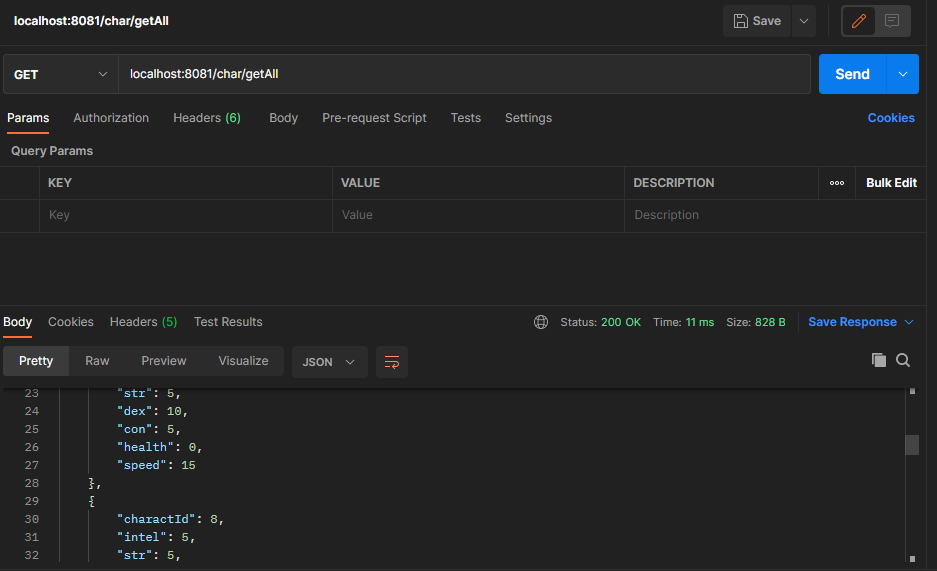 localhost:8081/char/getAll
Save
GET
localhost:8081/char/getAll
Send
Params Authorization Headers (6) Body Pre-request Script Tests Settings Cookies
Query Params
KEY VALUE DESCRIPTION Bulk Edit
Key Value Description
Body Cookies Headers (5) Test Results Status: 200 OK Time: 11 ms Size: 828 B Save Response
Pretty Raw Preview Visualize JSON
23 "str": 5,
24 "dex": 10,
25 "con": 5,
26 "health": 0,
27 "speed": 15
28 },
29 {
30 "charactId": 8,
31 "intel": 5,
32 "str": 5,